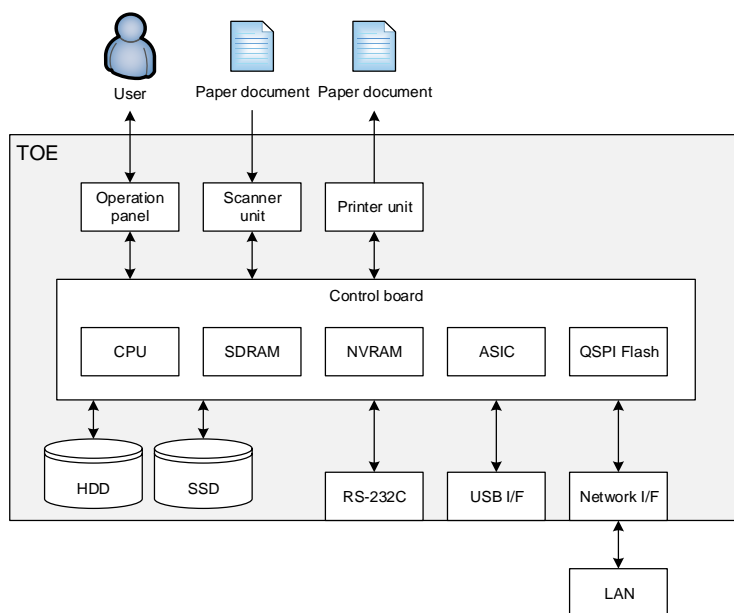 User
Paper document
Paper document
TOE
Operation
panel
Scanner
unit
Printer unit
Control board
CPU
SDRAM
NVRAM
ASIC
QSPI Flash
HDD
SSD
RS-232C
USB I/F
Network I/F
LAN